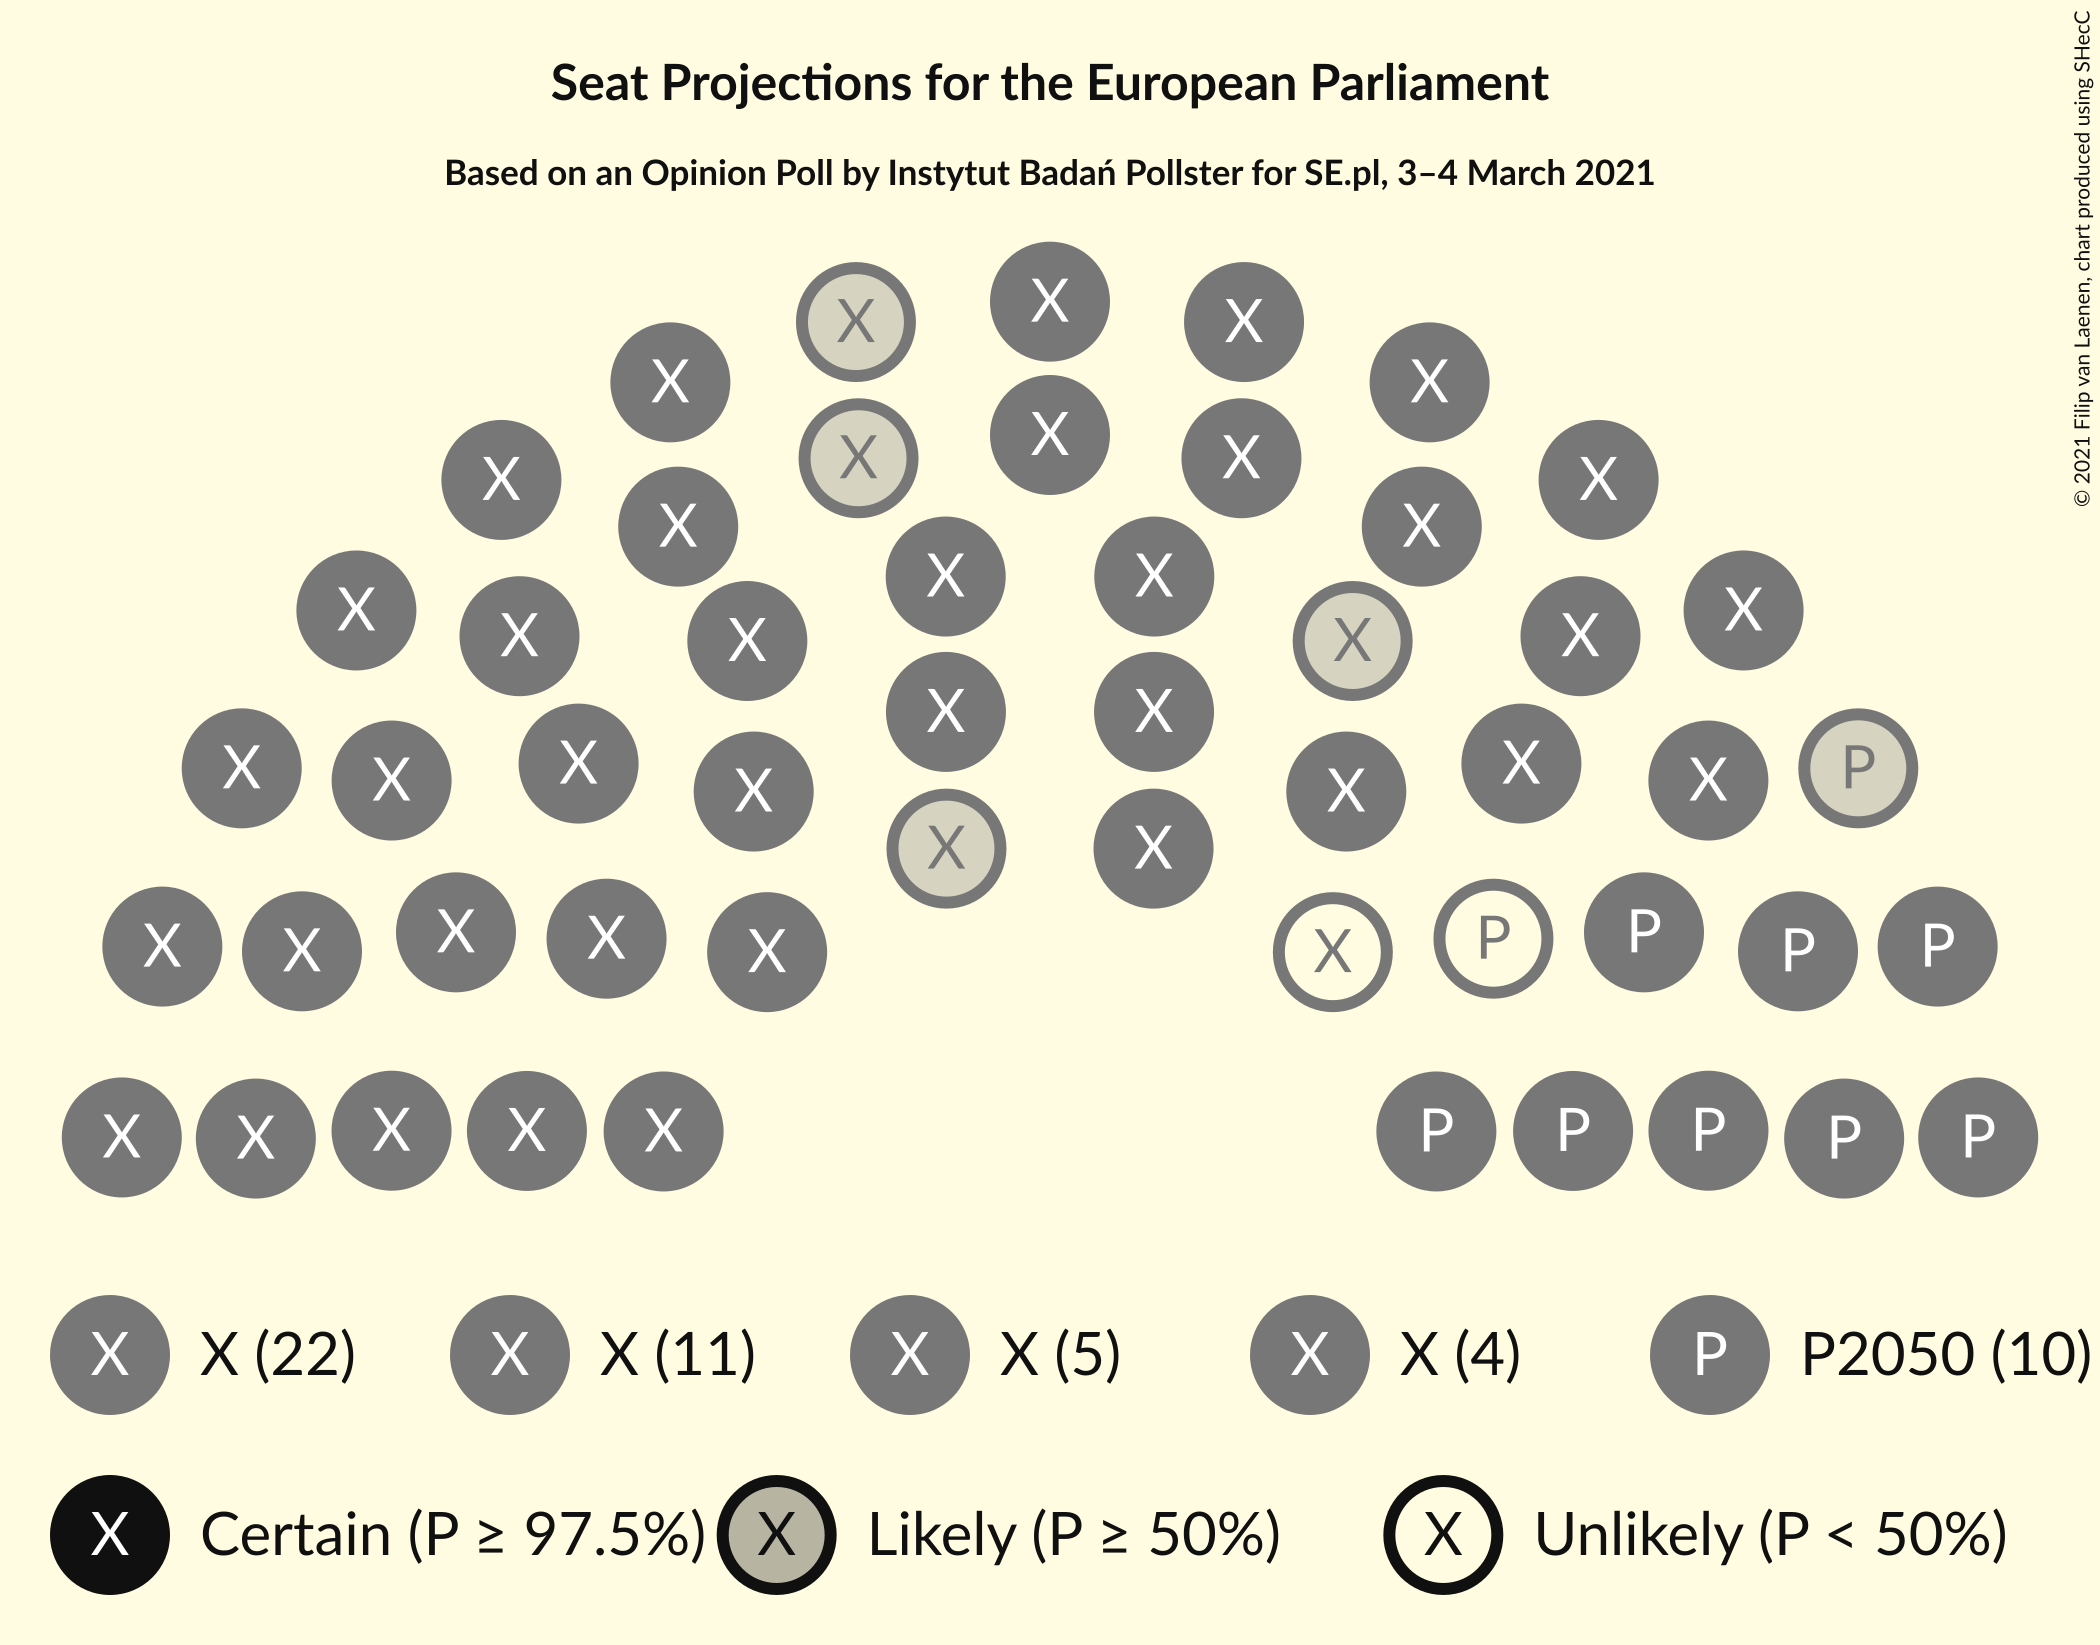 Seat Projections for the European Parliament
Based on an Opinion Poll by Instytut Badań Pollster for SE.pl, 3–4 March 2021
© 2021 Filip van Laenen, chart produced using SHecC
X
X X
X X
X
X X
X X
X X
X X
X X
X X
X X
X X
X X X P
X X X X
X X
X X X X X X P P P P
X X X X X P P P P P
X X (22) X X (11) X X (5) X X (4) P P2050 (10)
X Certain (P ≥ 97.5%) X Likely (P ≥ 50%) X Unlikely (P < 50%)